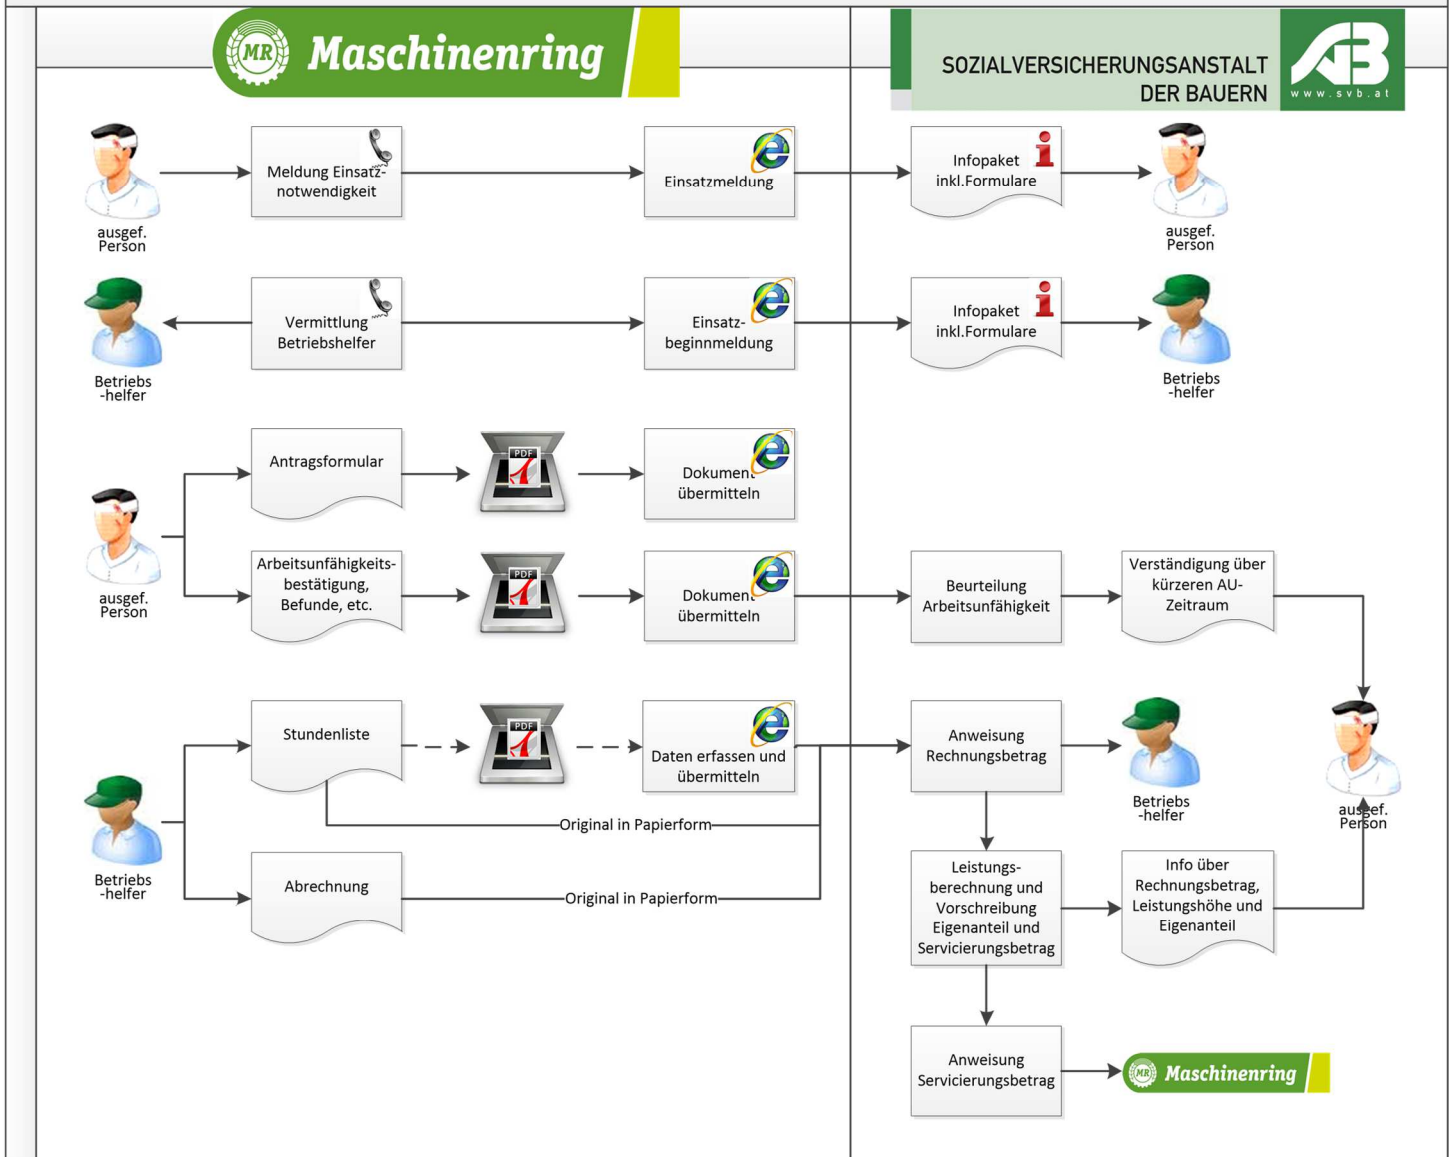 MR Maschinenring
SOZIALVERSICHERUNGSANSTALT
DER BAUERN
www.svb.at
ausgef.
Person
Meldung Einsatz-
notwendigkeit
Einsatzmeldung
Infopaket
inkl.Formulare
ausgef.
Person
Betriebs
-helfer
Vermittlung
Betriebshelfer
Einsatz-
beginnmeldung
Infopaket
inkl.Formulare
Betriebs
-helfer
ausgef.
Person
Antragsformular
PDF
Dokument
übermitteln
Arbeitsunfähigkeits-
bestätigung,
Befunde, etc.
PDF
Dokument
übermitteln
Beurteilung
Arbeitsunfähigkeit
Verständigung über
kürzeren AU-
Zeitraum
Betriebs
-helfer
Stundenliste
PDF
Daten erfassen und
übermitteln
Original in Papierform
Abrechnung
Original in Papierform
Anweisung
Rechnungsbetrag
Betriebs
-helfer
ausgef.
Person
Leistungs-
berechnung und
Vorschreibung
Eigenanteil und
Servicierungsbetrag
Info über
Rechnungsbetrag,
Leistungshöhe und
Eigenanteil
Anweisung
Servicierungsbetrag
MR Maschinenring